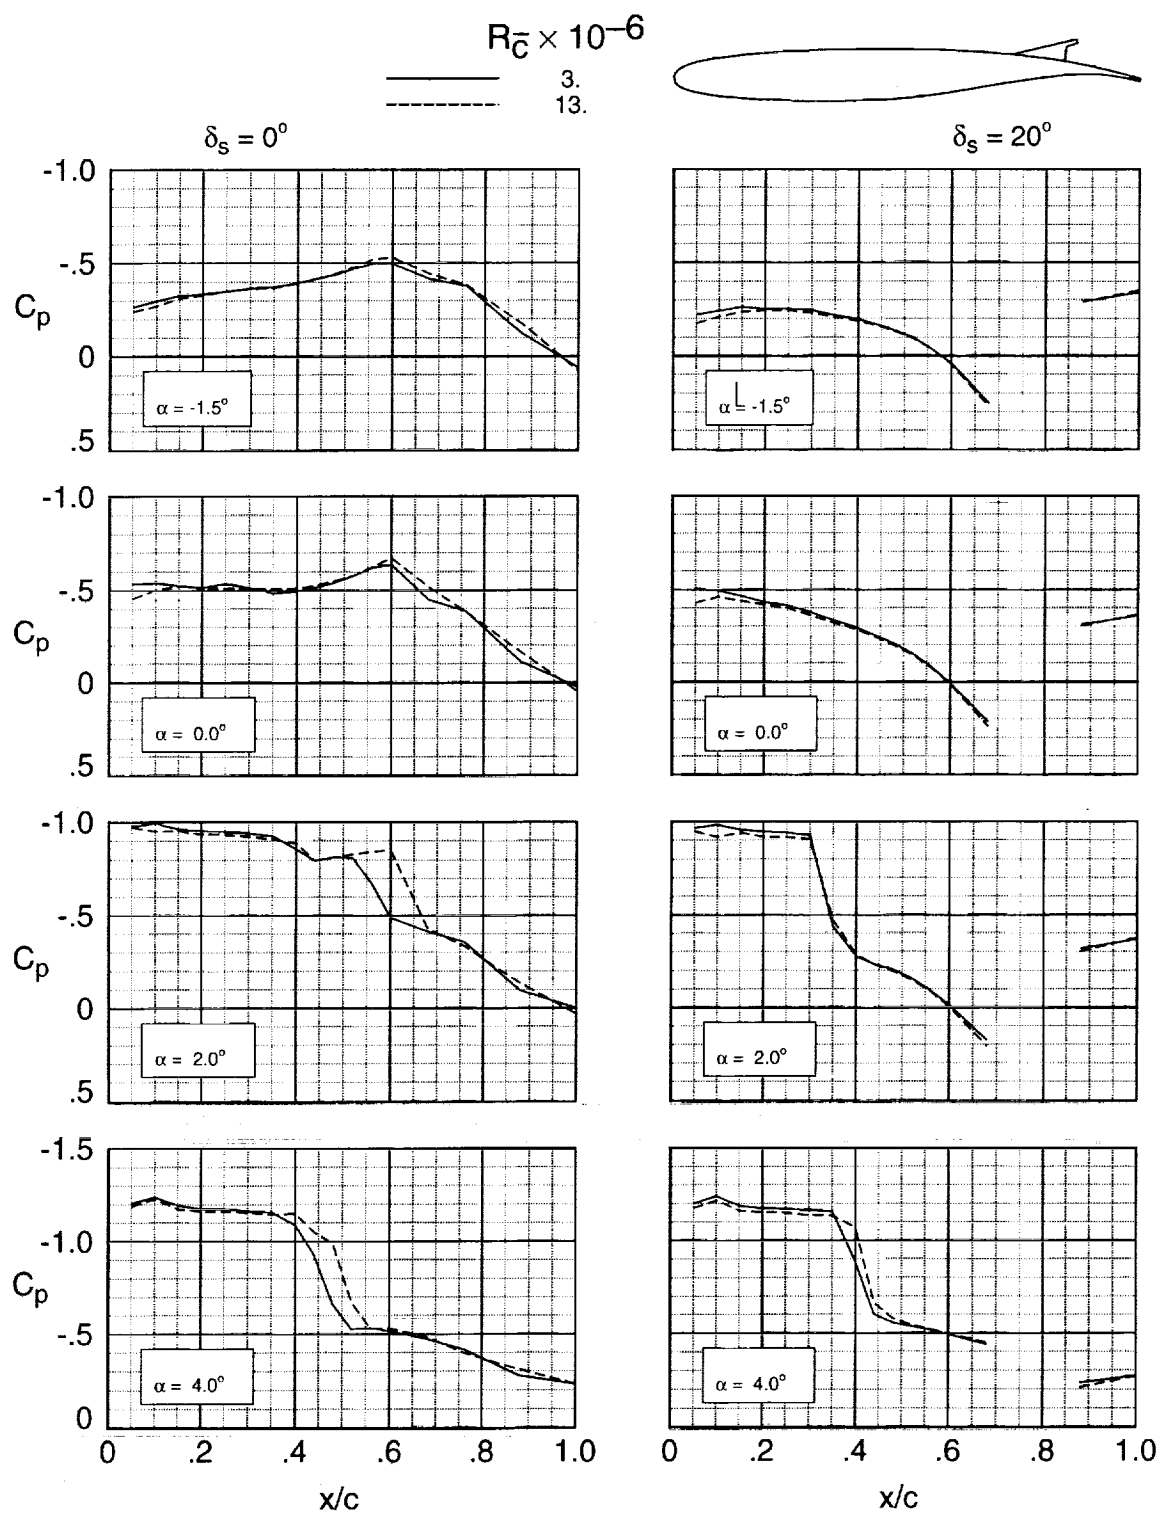 R_c̄ × 10⁻⁶
3.
13.
δₛ = 0° δₛ = 20°
-1.0
-.5
Cₚ
0
α = -1.5° α = -1.5°
.5
-1.0
-.5
Cₚ
0
α = 0.0° α = 0.0°
.5
-1.0
-.5
Cₚ
0
α = 2.0° α = 2.0°
.5
-1.5
-1.0
Cₚ
-.5
α = 4.0° α = 4.0°
0
0 .2 .4 .6 .8 1.0 0 .2 .4 .6 .8 1.0
x/c x/c